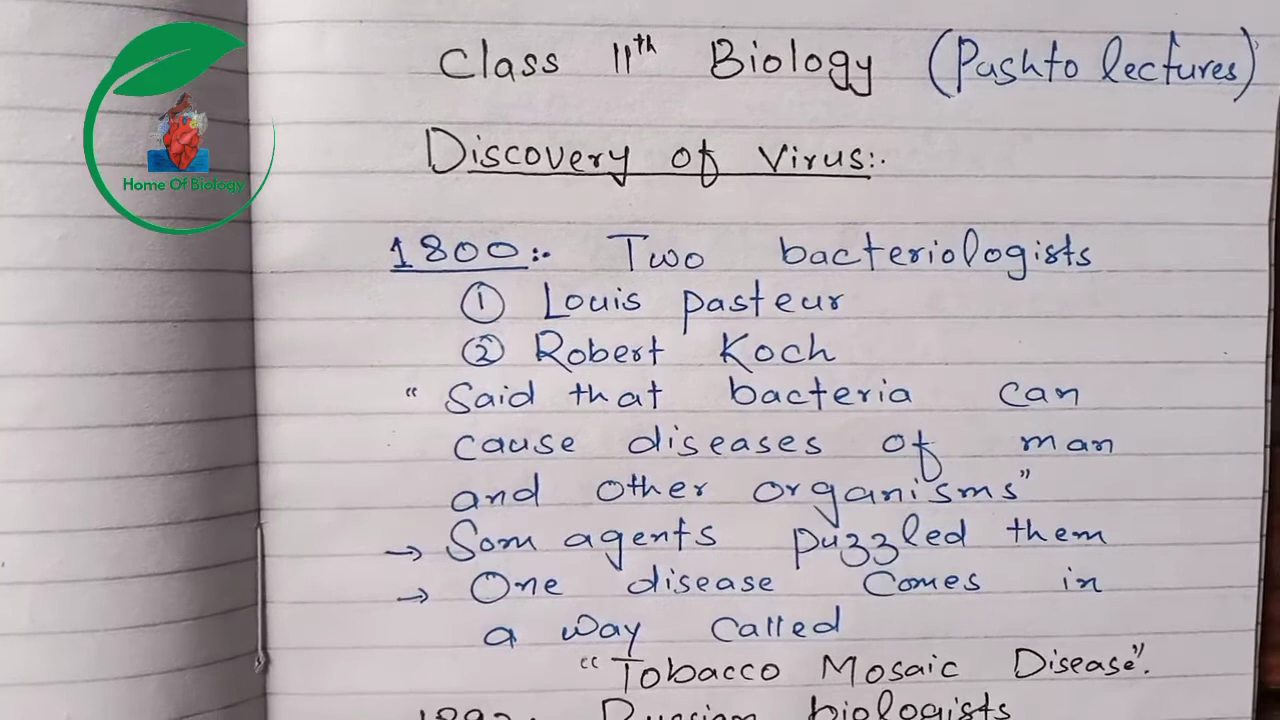 Class 11th Biology (Pashto lectures)
Home Of Biology
Discovery of Virus:.
1800:. Two bacteriologists
① Louis pasteur
② Robert Koch
“ Said that bacteria can
cause diseases of man
and other organisms”
→ Som agents puzzled them
→ One disease Comes in
a way Called
“Tobacco Mosaic Disease”.
biologists